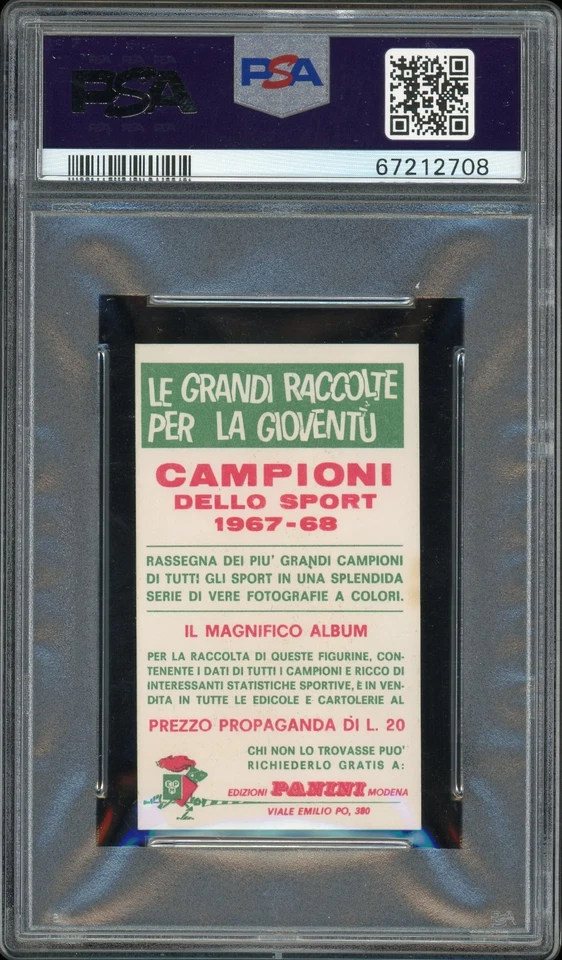 PSA
PSA
67212708
LE GRANDI RACCOLTE
PER LA GIOVENTÙ
CAMPIONI
DELLO SPORT
1967-68
RASSEGNA DEI PIU' GRANDI CAMPIONI
DI TUTTI GLI SPORT IN UNA SPLENDIDA
SERIE DI VERE FOTOGRAFIE A COLORI.
IL MAGNIFICO ALBUM
PER LA RACCOLTA DI QUESTE FIGURINE, CON-
TENENTE I DATI DI TUTTI I CAMPIONI E RICCO DI
INTERESSANTI STATISTICHE SPORTIVE, È IN VEN-
DITA IN TUTTE LE EDICOLE E CARTOLERIE AL
PREZZO PROPAGANDA DI L. 20
CHI NON LO TROVASSE PUO'
RICHIEDERLO GRATIS A:
EDIZIONI PANINI MODENA
VIALE EMILIO PO, 380